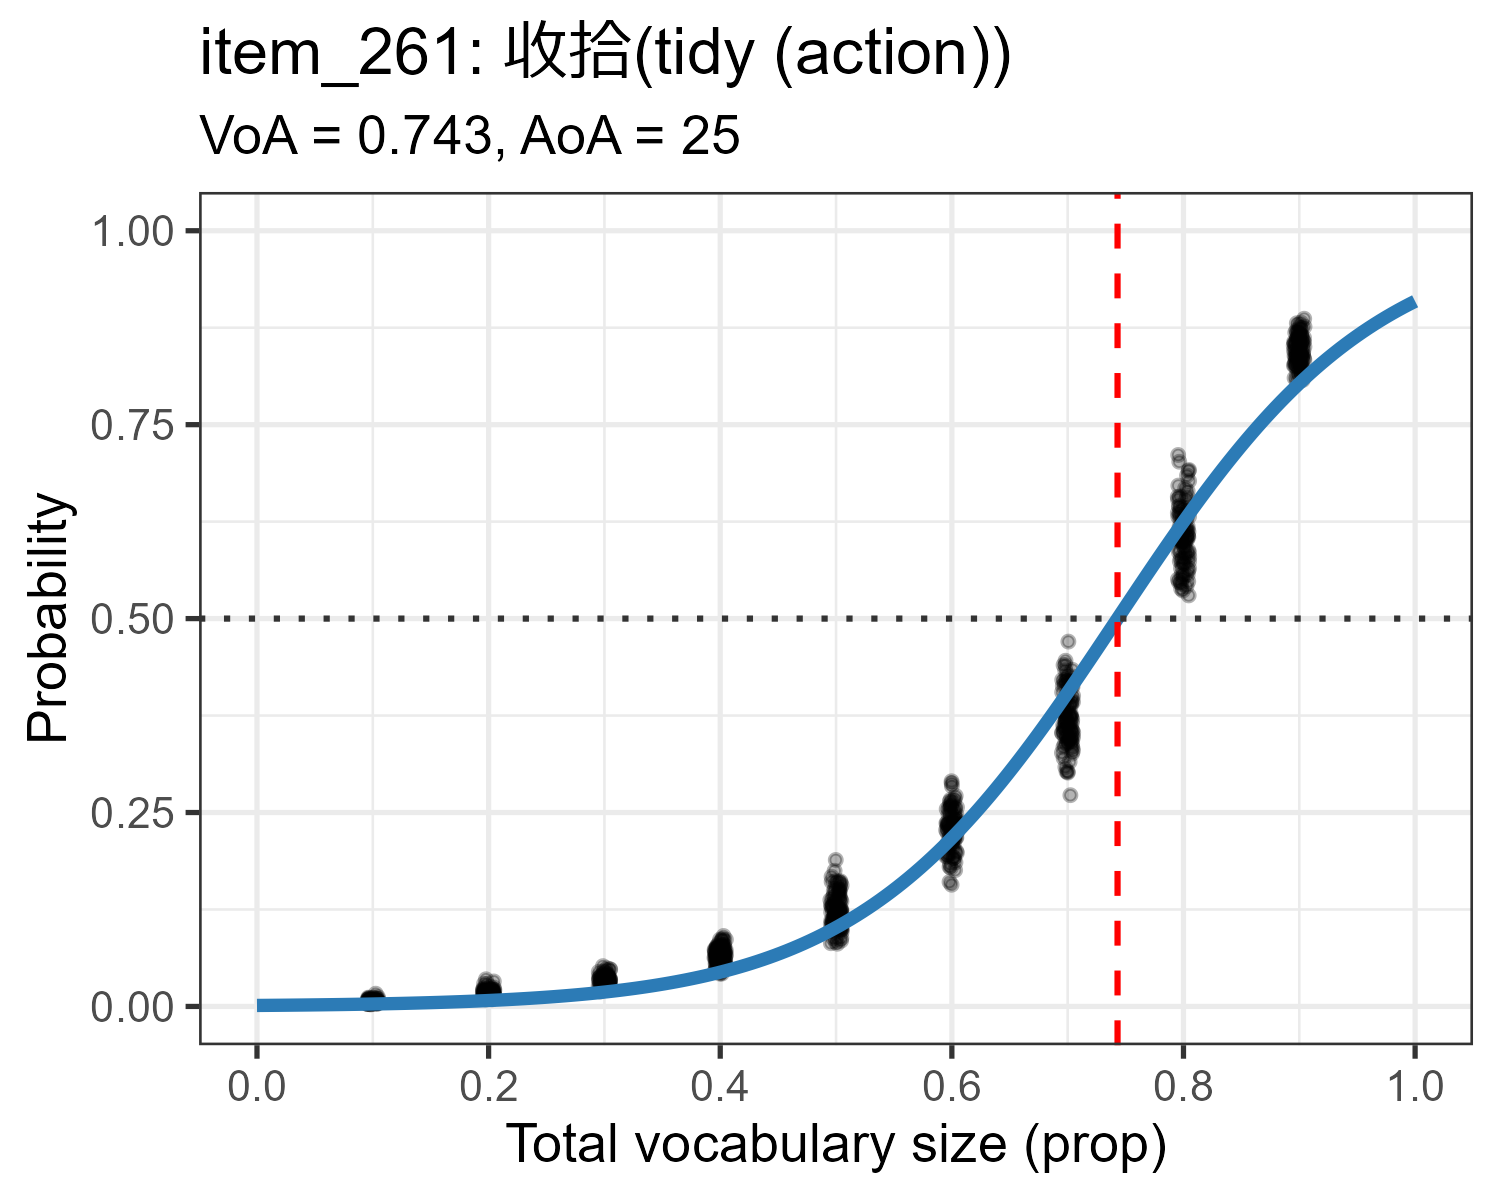 item_261: 收拾(tidy (action))
VoA = 0.743, AoA = 25
1.00
0.75
0.50
0.25
0.00
Probability
0.0 0.2 0.4 0.6 0.8 1.0
Total vocabulary size (prop)